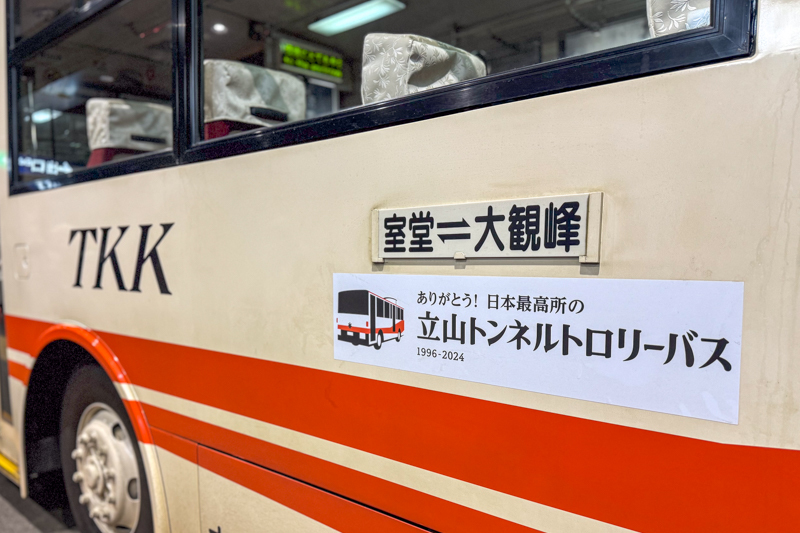 TKK
室堂⇌大観峰
ありがとう! 日本最高所の
立山トンネルトロリーバス
1996-2024